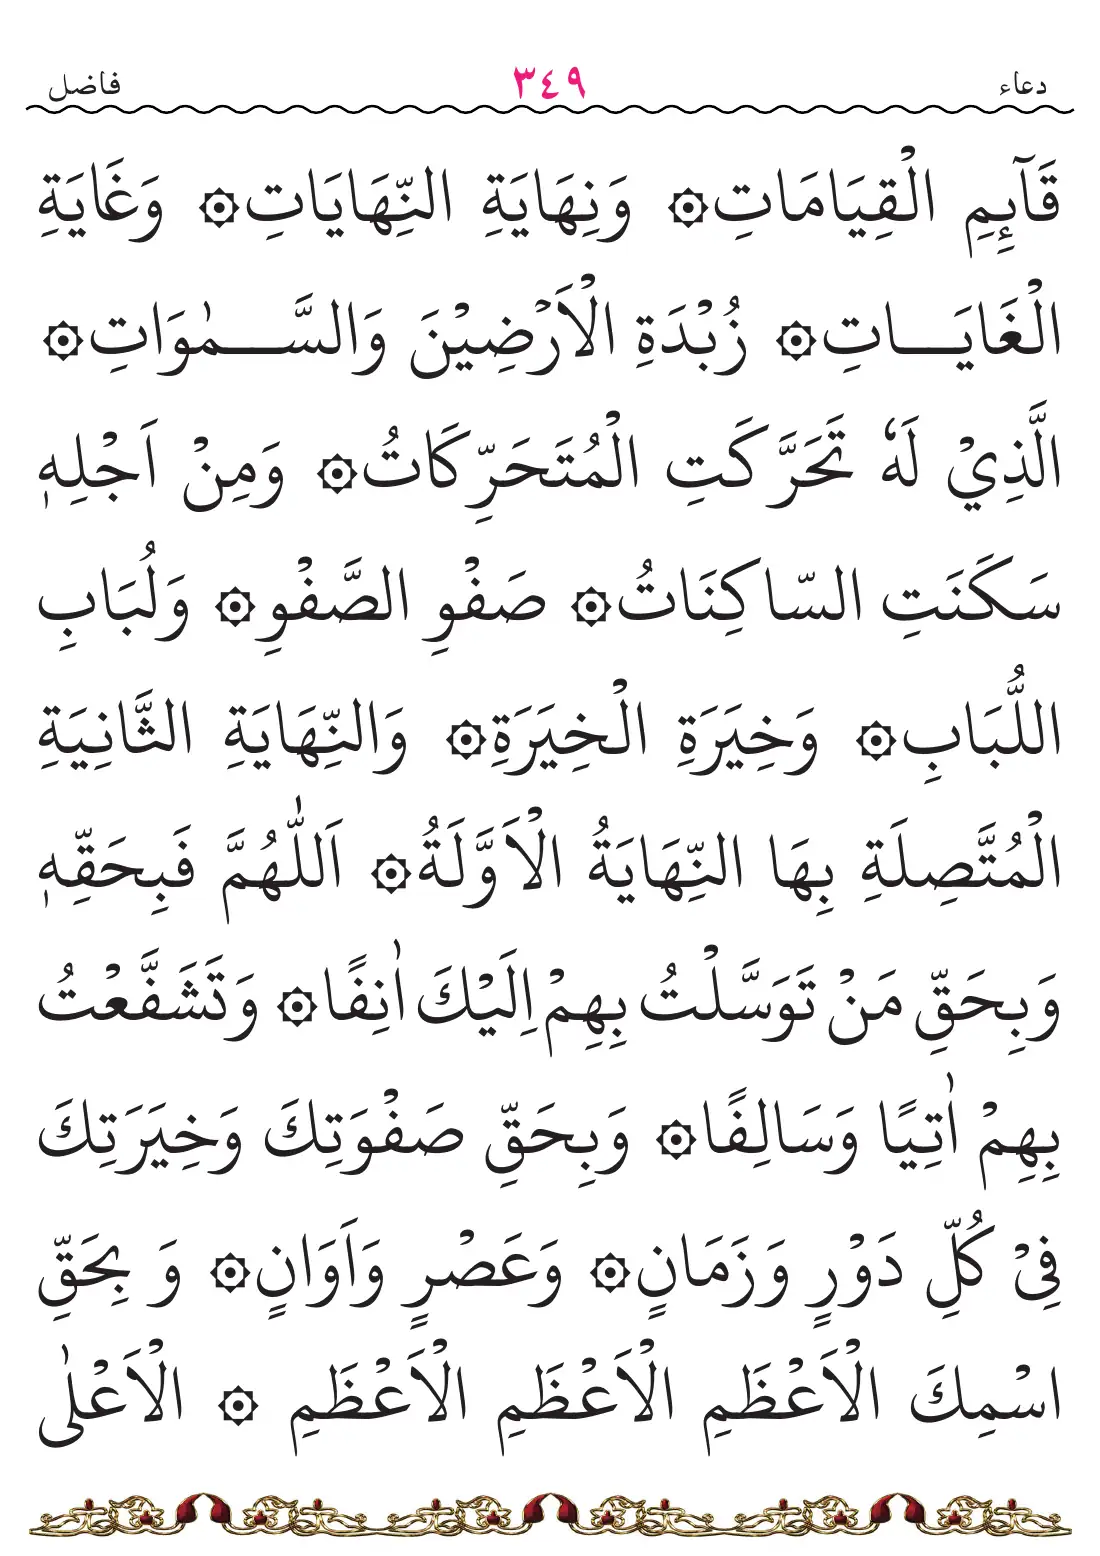 دعاء ٣٤٩ فاضل
قَآئِمِ الْقِيَامَاتِ۞ وَنِهَايَةِ النِّهَايَاتِ۞ وَغَايَةِ
الْغَايَـــاتِ۞ زُبْدَةِ الْاَرْضِيْنَ وَالسَّـــمٰوَاتِ۞
الَّذِيْ لَهٗ تَحَرَّكَتِ الْمُتَحَرِّكَاتُ۞ وَمِنْ اَجْلِهٖ
سَكَنَتِ السّاكِنَاتُ۞ صَفْوِ الصَّفْوِ۞ وَلُبَابِ
اللُّبَابِ۞ وَخِيَرَةِ الْخِيَرَةِ۞ وَالنِّهَايَةِ الثَّانِيَةِ
الْمُتَّصِلَةِ بِهَا النِّهَايَةُ الْاَوَّلَةُ۞ اَللّٰهُمَّ فَبِحَقِّهٖ
وَبِحَقِّ مَنْ تَوَسَّلْتُ بِهِمْ اِلَيْكَ اٰنِفًا۞ وَتَشَفَّعْتُ
بِهِمْ اٰتِيًا وَسَالِفًا۞ وَبِحَقِّ صَفْوَتِكَ وَخِيَرَتِكَ
فِيْ كُلِّ دَوْرٍ وَزَمَانٍ۞ وَعَصْرٍ وَاَوَانٍ۞ وَ بِحَقِّ
اسْمِكَ الْاَعْظَمِ الْاَعْظَمِ الْاَعْظَمِ ۞ الْاَعْلٰى